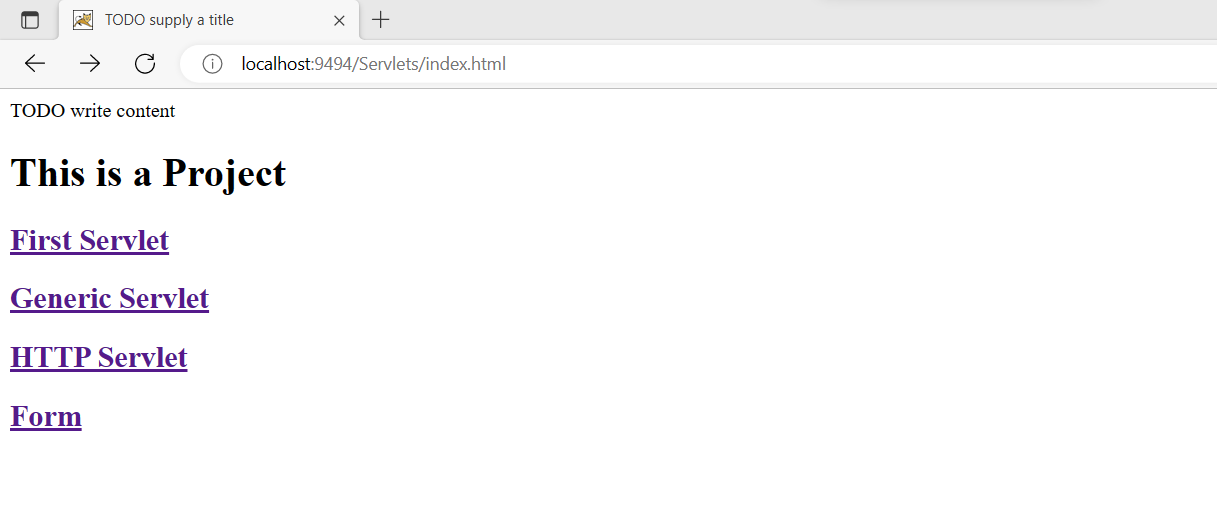 TODO supply a title
localhost:9494/Servlets/index.html
TODO write content
This is a Project
First Servlet
Generic Servlet
HTTP Servlet
Form